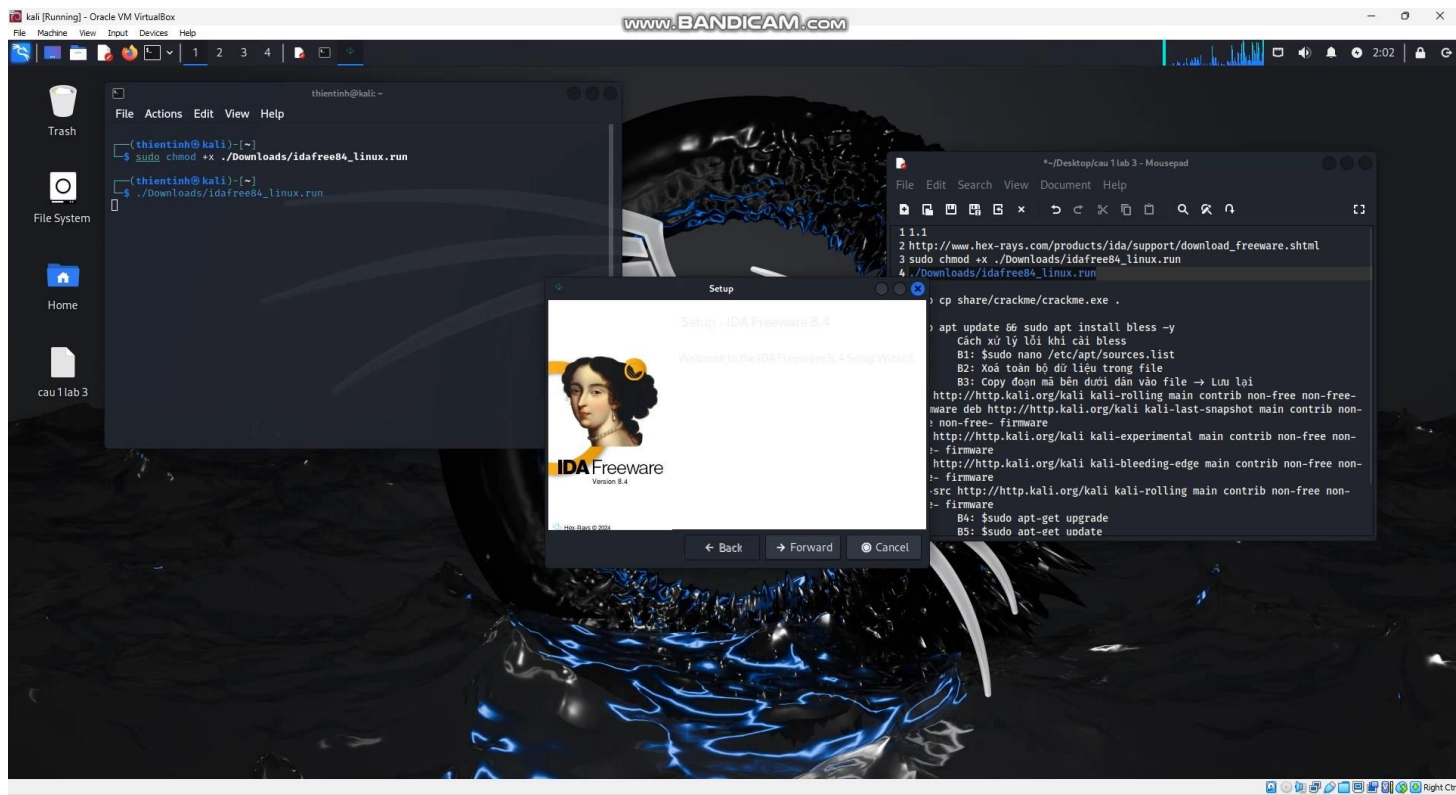 kali [Running] - Oracle VM VirtualBox
www.BANDICAM.com
File Machine View Input Devices Help
1 2 3 4
2:02
Trash
File System
Home
cau 1 lab 3
thientinh@kali: ~
File Actions Edit View Help
(thientinh㉿kali)-[~]
$ sudo chmod +x ./Downloads/idafree84_linux.run
(thientinh㉿kali)-[~]
$ ./Downloads/idafree84_linux.run
*~/Desktop/cau 1 lab 3 - Mousepad
File Edit Search View Document Help
1 1.1
2 http://www.hex-rays.com/products/ida/support/download_freeware.shtml
3 sudo chmod +x ./Downloads/idafree84_linux.run
4 ./Downloads/idafree84_linux.run
cp share/crackme/crackme.exe .
apt update && sudo apt install bless -y
Cách xử lý lỗi khi cài bless
B1: $sudo nano /etc/apt/sources.list
B2: Xoá toàn bộ dữ liệu trong file
B3: Copy đoạn mã bên dưới dán vào file → Lưu lại
http://http.kali.org/kali kali-rolling main contrib non-free non-free-
mware deb http://http.kali.org/kali kali-last-snapshot main contrib non-
non-free- firmware
http://http.kali.org/kali kali-experimental main contrib non-free non-
- firmware
http://http.kali.org/kali kali-bleeding-edge main contrib non-free non-
- firmware
-src http://http.kali.org/kali kali-rolling main contrib non-free non-
- firmware
B4: $sudo apt-get upgrade
B5: $sudo apt-get update
Setup
Setup - IDA Freeware 8.4
Welcome to the IDA Freeware 8.4 Setup Wizard.
IDA Freeware
Version 8.4
Hex-Rays © 2024
← Back
→ Forward
Cancel
Right Ctr